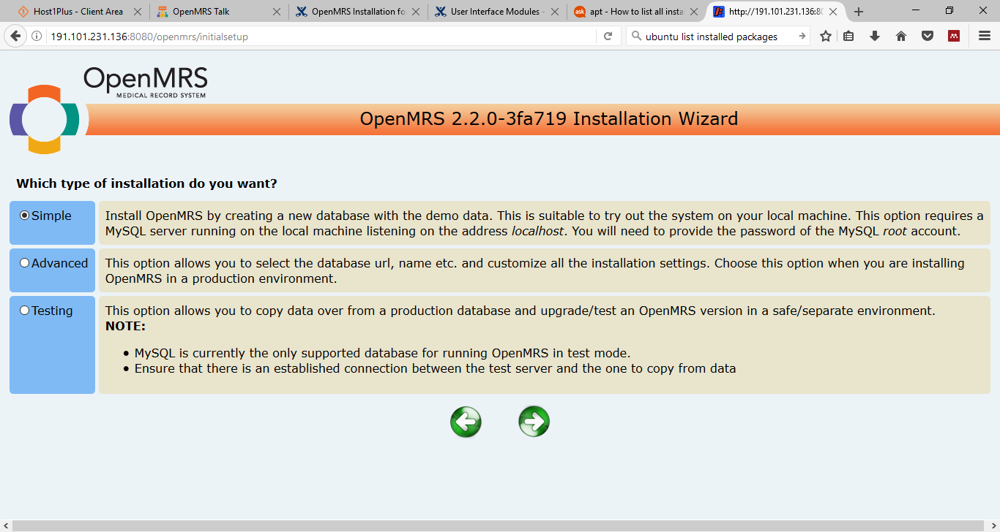 Host1Plus - Client Area
OpenMRS Talk
OpenMRS Installation fo
User Interface Modules -
apt - How to list all insta
http://191.101.231.136:80
191.101.231.136:8080/openmrs/initialsetup
ubuntu list installed packages
OpenMRS
MEDICAL RECORD SYSTEM
OpenMRS 2.2.0-3fa719 Installation Wizard
Which type of installation do you want?
Simple
Install OpenMRS by creating a new database with the demo data. This is suitable to try out the system on your local machine. This option requires a
MySQL server running on the local machine listening on the address localhost. You will need to provide the password of the MySQL root account.
Advanced
This option allows you to select the database url, name etc. and customize all the installation settings. Choose this option when you are installing
OpenMRS in a production environment.
Testing
This option allows you to copy data over from a production database and upgrade/test an OpenMRS version in a safe/separate environment.
NOTE:
• MySQL is currently the only supported database for running OpenMRS in test mode.
• Ensure that there is an established connection between the test server and the one to copy from data